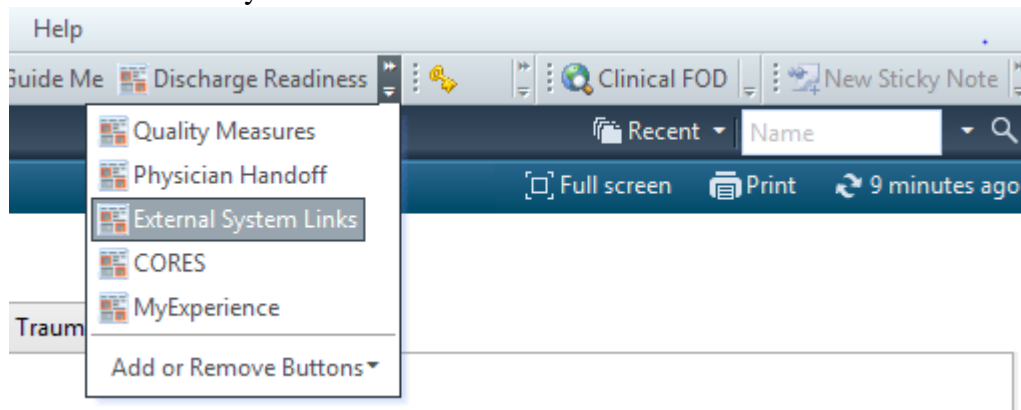 Help
Guide Me Discharge Readiness Clinical FOD New Sticky Note
Quality Measures Recent Name
Physician Handoff Full screen Print 9 minutes ago
External System Links
CORES
MyExperience
Traum
Add or Remove Buttons